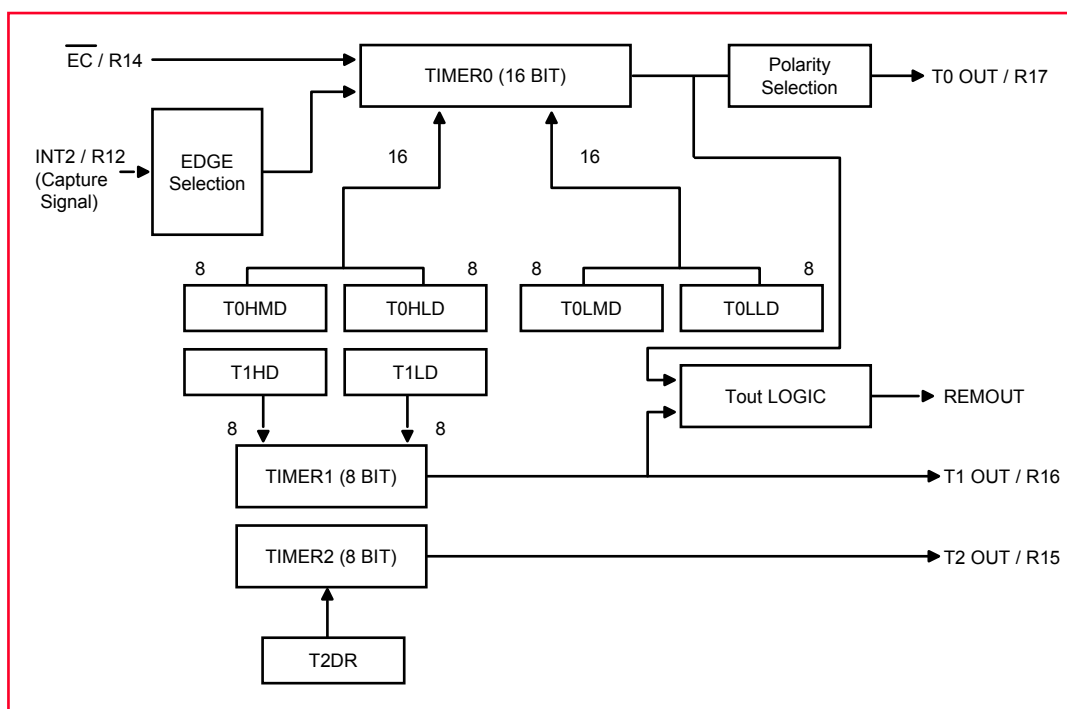 E̅C̅ / R14
TIMER0 (16 BIT)
Polarity
Selection
T0 OUT / R17
INT2 / R12
(Capture
Signal)
EDGE
Selection
16
16
8
8
8
8
T0HMD
T0HLD
T0LMD
T0LLD
T1HD
T1LD
Tout LOGIC
REMOUT
8
8
TIMER1 (8 BIT)
T1 OUT / R16
TIMER2 (8 BIT)
T2 OUT / R15
T2DR